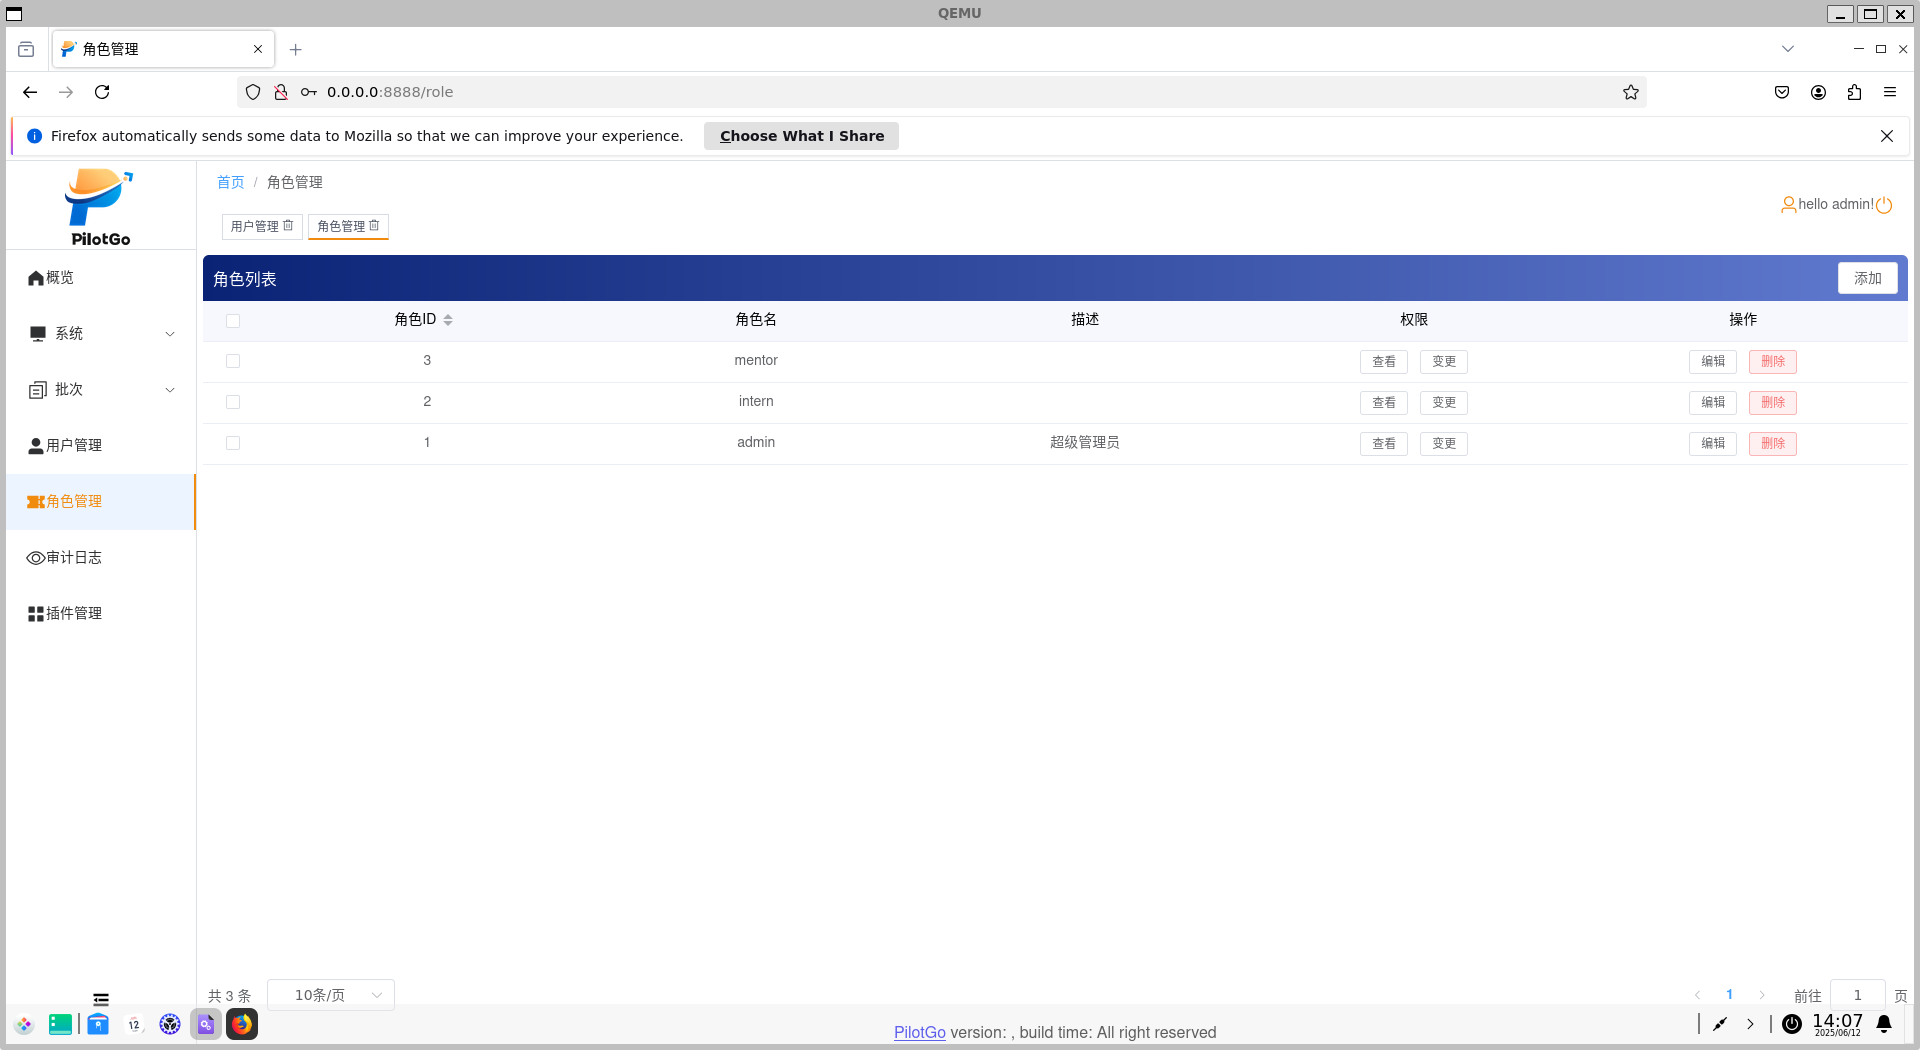 QEMU
角色管理
0.0.0.0:8888/role
Firefox automatically sends some data to Mozilla so that we can improve your experience. Choose What I Share
PilotGo
首页 / 角色管理
hello admin!
用户管理 角色管理
概览
系统
批次
用户管理
角色管理
审计日志
插件管理
角色列表 添加
角色ID 角色名 描述 权限 操作
3 mentor 查看 变更 编辑 删除
2 intern 查看 变更 编辑 删除
1 admin 超级管理员 查看 变更 编辑 删除
共 3 条 10条/页 1 前往 1 页
12
PilotGo version: , build time: All right reserved
14:07
2025/06/12